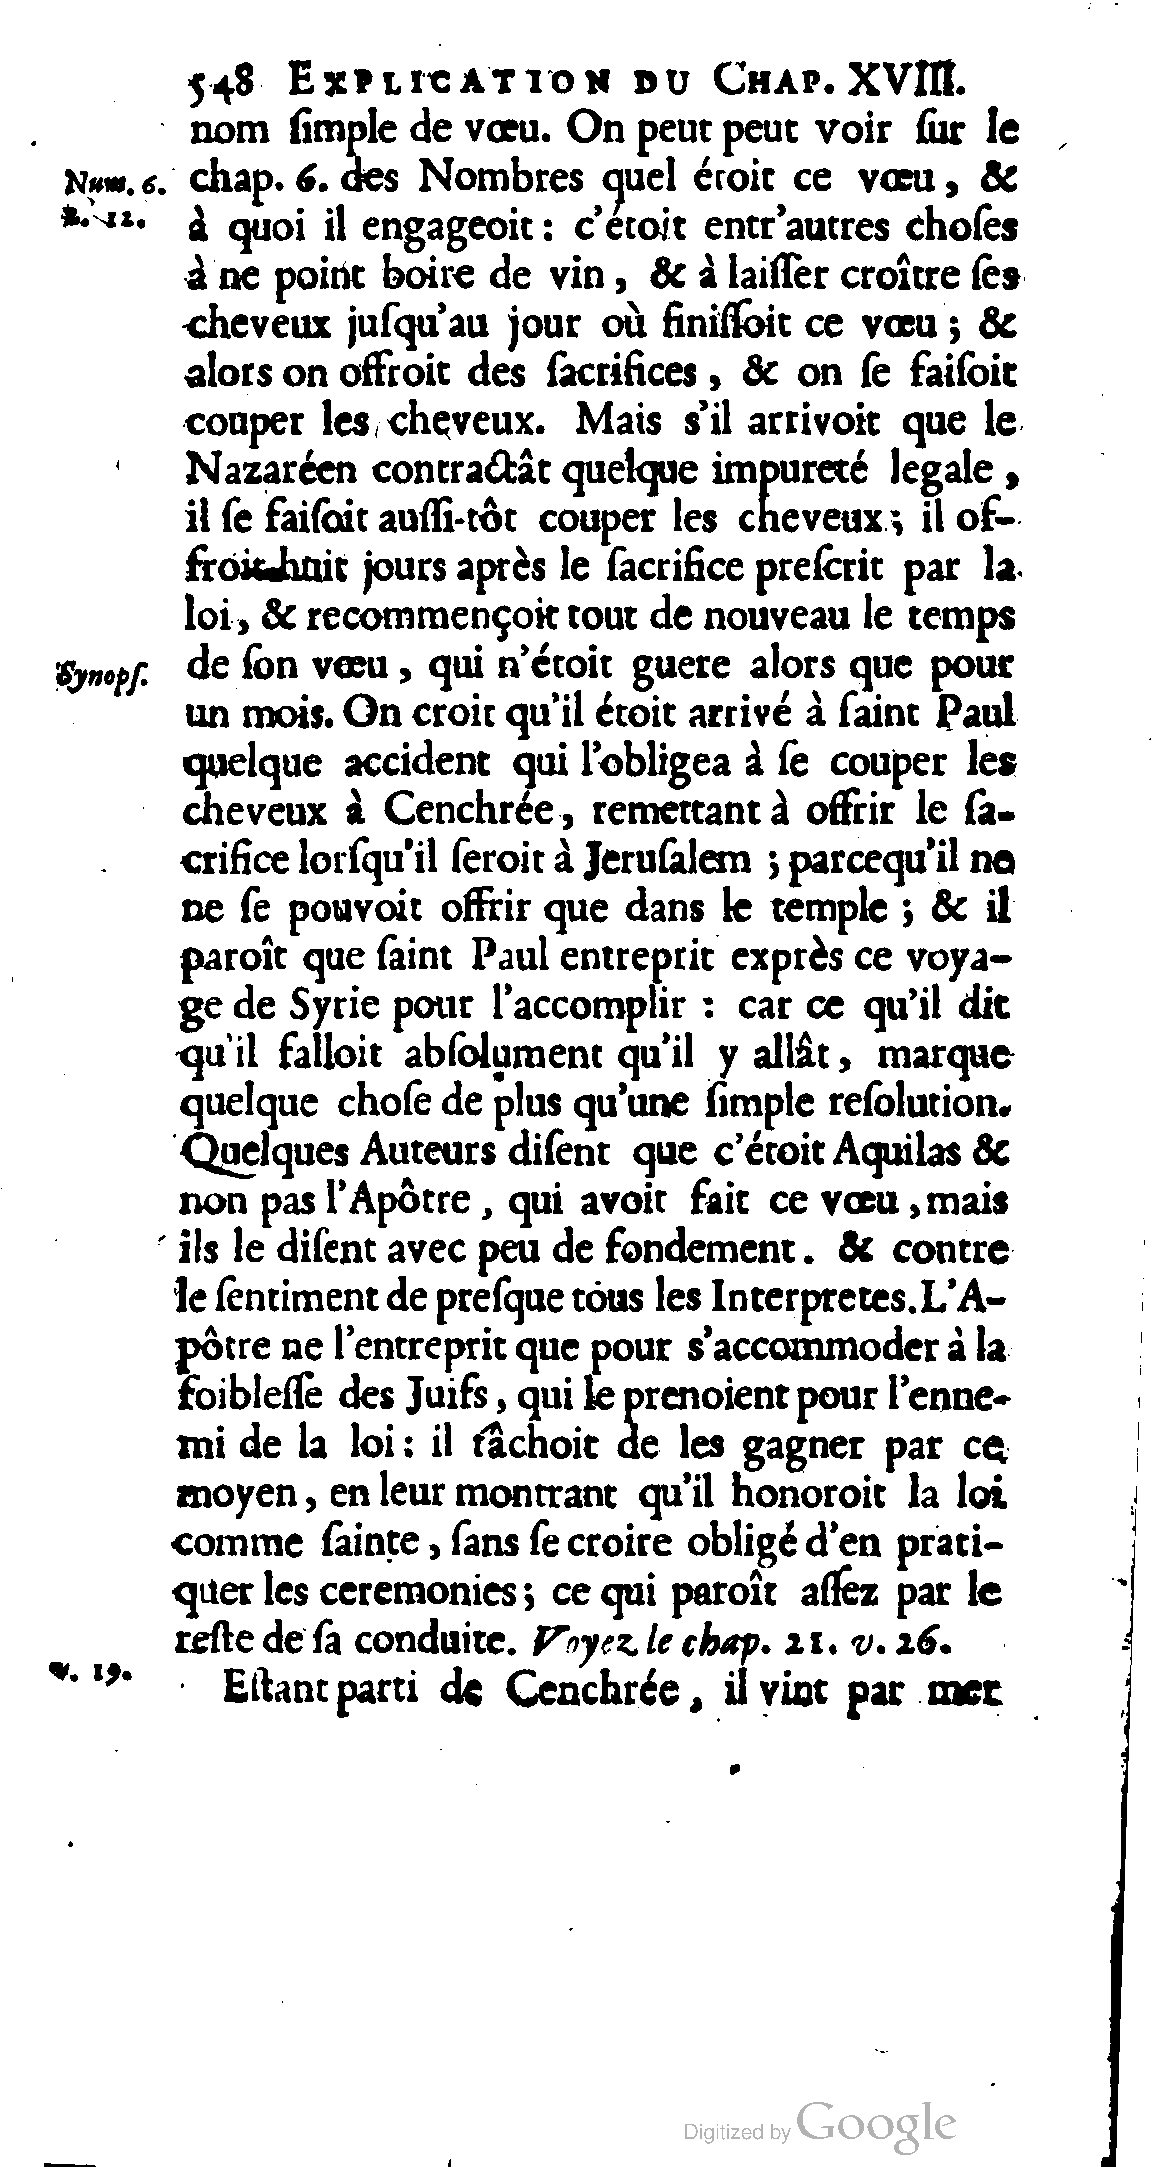 548 EXPLICATION DU CHAP. XVIII.
nom ſimple de vœu. On peut peut voir ſur le
Num. 6. chap. 6. des Nombres quel étoit ce vœu, &
2. 12. à quoi il engageoit : c'étoit entr'autres choſes
à ne point boire de vin, & à laiſſer croître ſes
cheveux juſqu'au jour où finiſſoit ce vœu ; &
alors on offroit des ſacrifices, & on ſe faiſoit
couper les cheveux. Mais s'il arrivoit que le
Nazaréen contractât quelque impureté legale,
il ſe faiſoit auſſi-tôt couper les cheveux ; il of-
froit huit jours après le ſacrifice preſcrit par la
loi, & recommençoit tout de nouveau le temps
Synopſ. de ſon vœu, qui n'étoit guere alors que pour
un mois. On croit qu'il étoit arrivé à ſaint Paul
quelque accident qui l'obligea à ſe couper les
cheveux à Cenchrée, remettant à offrir le ſa-
crifice lorſqu'il ſeroit à Jeruſalem ; parcequ'il ne
ne ſe pouvoit offrir que dans le temple ; & il
paroît que ſaint Paul entreprit exprès ce voya-
ge de Syrie pour l'accomplir : car ce qu'il dit
qu'il falloit abſolument qu'il y allât, marque
quelque choſe de plus qu'une ſimple reſolution.
Quelques Auteurs diſent que c'étoit Aquilas &
non pas l'Apôtre, qui avoit fait ce vœu, mais
ils le diſent avec peu de fondement. & contre
le ſentiment de preſque tous les Interpretes. L'A-
pôtre ne l'entreprit que pour s'accommoder à la
foibleſſe des Juifs, qui le prenoient pour l'enne-
mi de la loi : il tâchoit de les gagner par ce
moyen, en leur montrant qu'il honoroit la loi
comme ſainte, ſans ſe croire obligé d'en prati-
quer les ceremonies ; ce qui paroît aſſez par le
reſte de ſa conduite. Voyez le chap. 21. v. 26.
v. 19. Eſtant parti de Cenchrée, il vint par mer
Digitized by Google